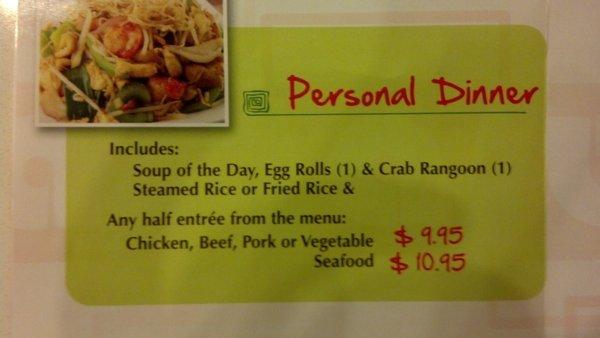 Personal Dinner
Includes:
Soup of the Day, Egg Rolls (1) & Crab Rangoon (1)
Steamed Rice or Fried Rice &
Any half entrée from the menu:
Chicken, Beef, Pork or Vegetable $ 9.95
Seafood $ 10.95